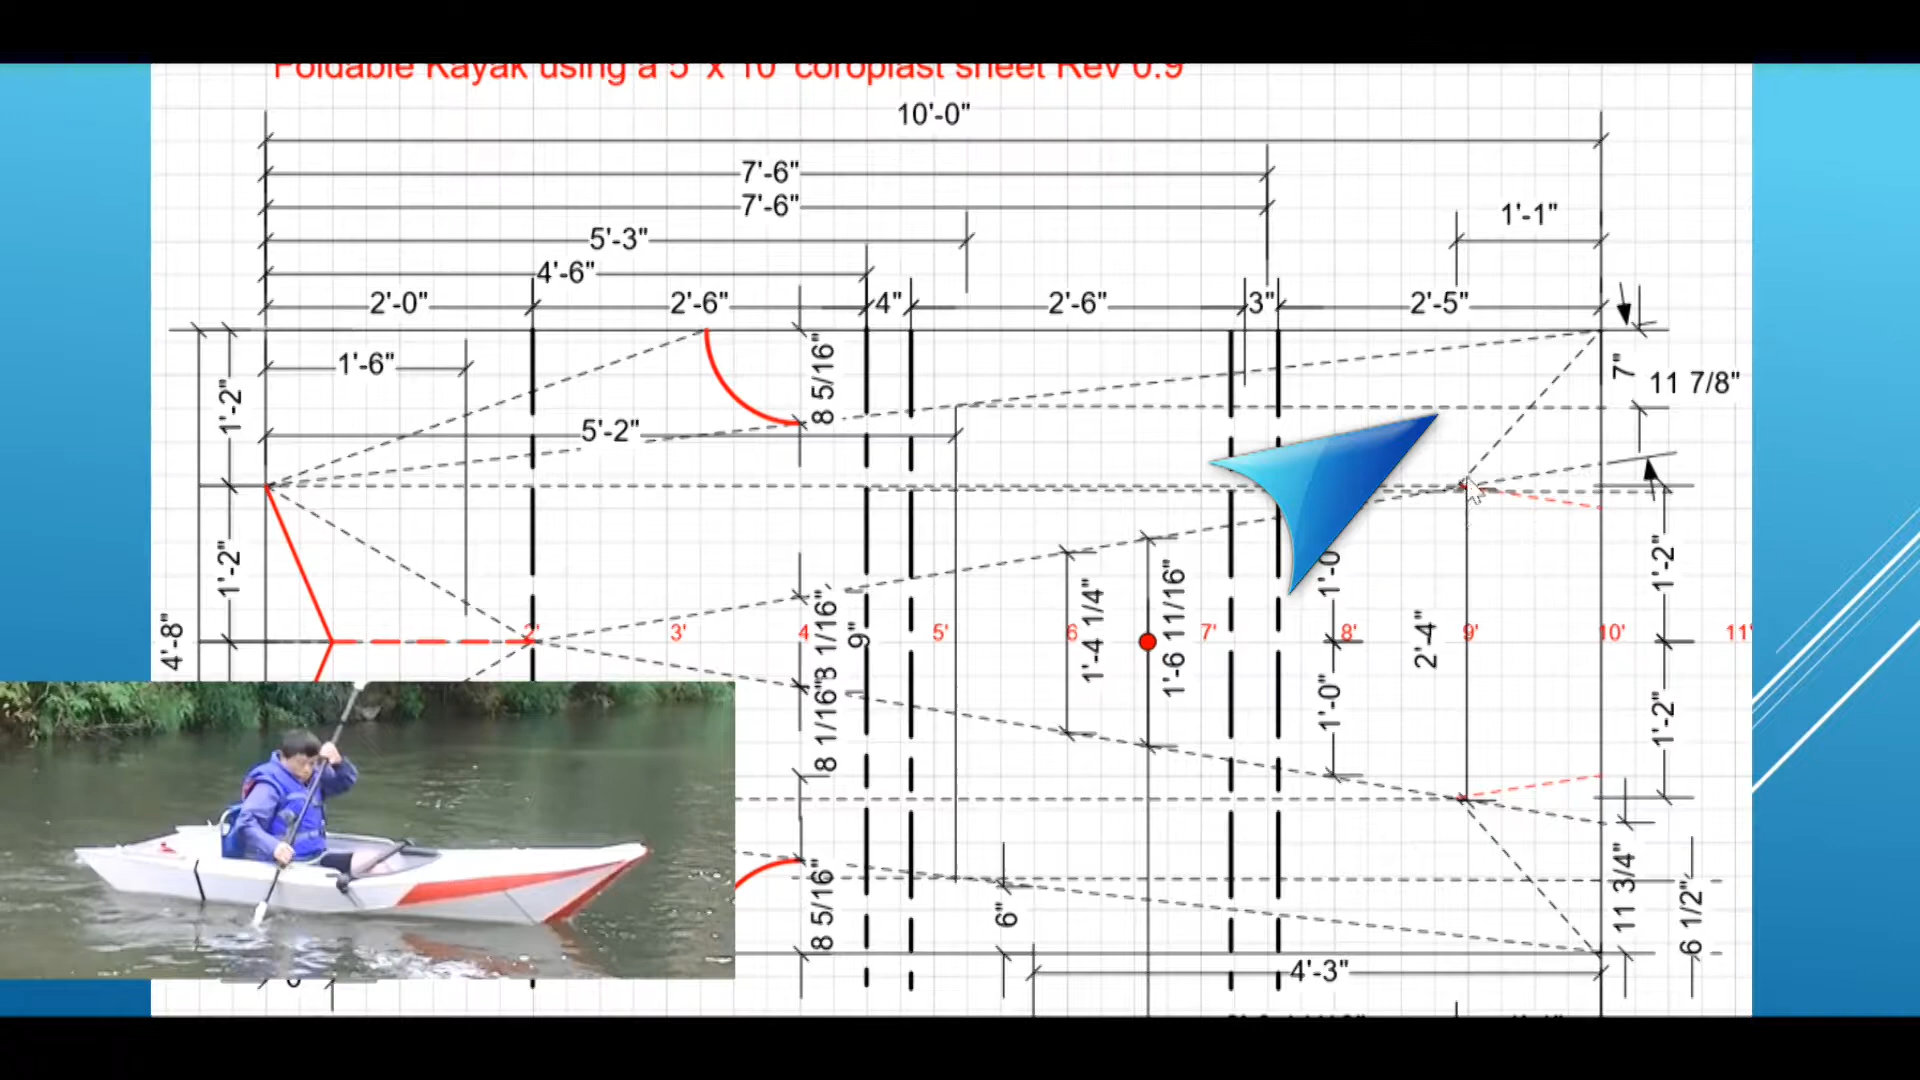 Foldable Kayak using a 5' x 10' coroplast sheet Rev 0.9
10'-0"
7'-6"
7'-6"
1'-1"
5'-3"
4'-6"
2'-0" 2'-6" 4" 2'-6" 3" 2'-5"
1'-6" 8 5/16" 7" 11 7/8"
1'-2" 5'-2"
1'-2" 1'-0" 1'-2"
4'-8" 2' 3' 4 8 1/16" 9" 5' 6 1'-4 1/4" 1'-6 11/16" 7' 8' 2'-4" 9' 10' 11'
8 1/16" 1'-0" 1'-2"
8 5/16" 6" 11 3/4" 6 1/2"
4'-3"